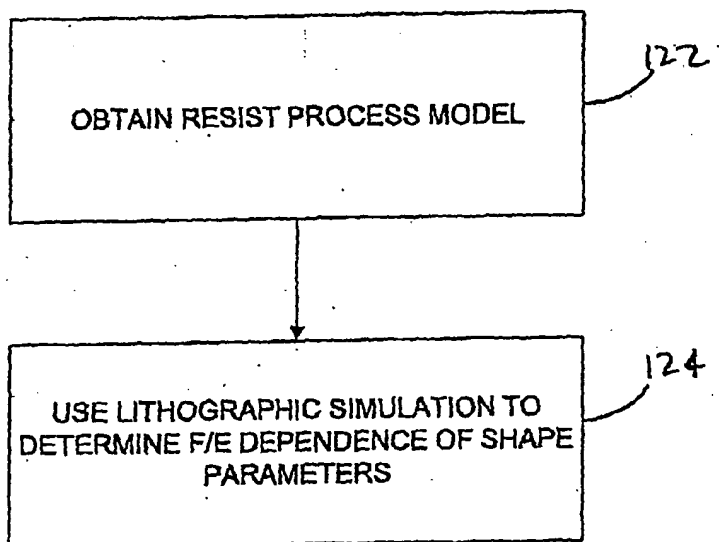 122
OBTAIN RESIST PROCESS MODEL
124
USE LITHOGRAPHIC SIMULATION TO
DETERMINE F/E DEPENDENCE OF SHAPE
PARAMETERS